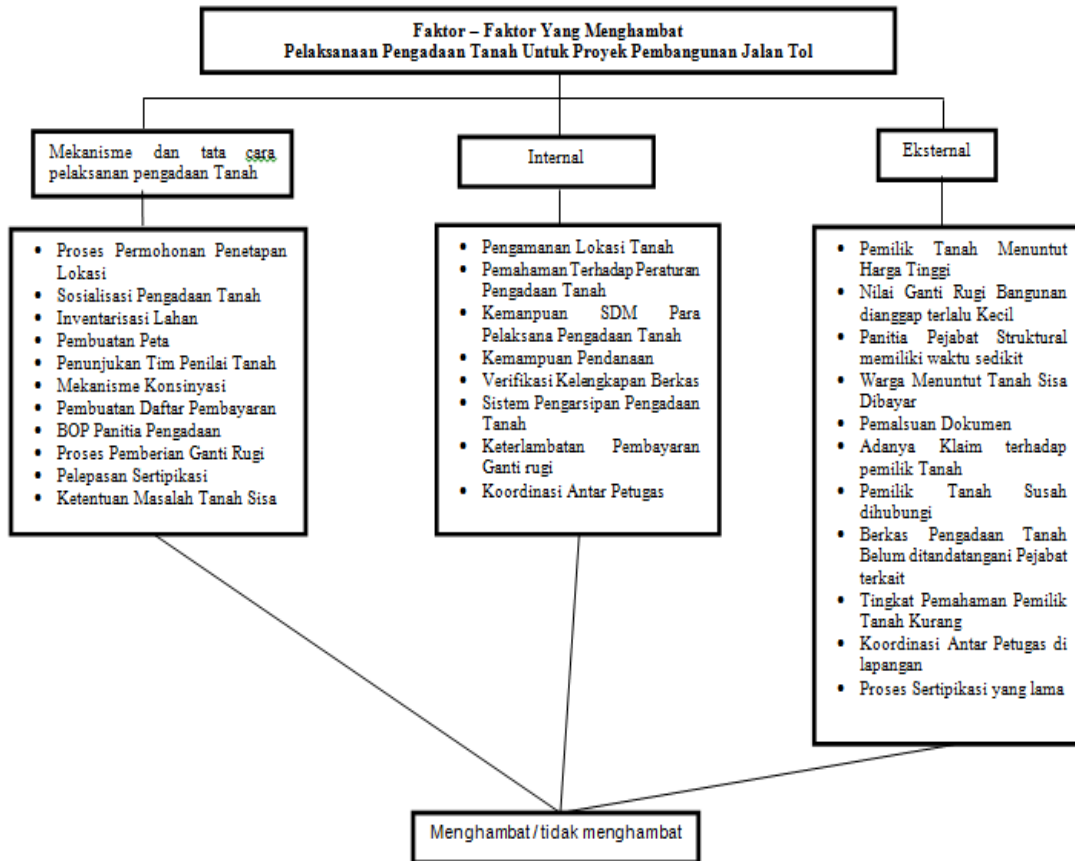 Faktor – Faktor Yang Menghambat
Pelaksanaan Pengadaan Tanah Untuk Proyek Pembangunan Jalan Tol
Mekanisme dan tata cara
pelaksanan pengadaan Tanah
Internal
Eksternal
• Proses Permohonan Penetapan
Lokasi
• Sosialisasi Pengadaan Tanah
• Inventarisasi Lahan
• Pembuatan Peta
• Penunjukan Tim Penilai Tanah
• Mekanisme Konsinyasi
• Pembuatan Daftar Pembayaran
• BOP Panitia Pengadaan
• Proses Pemberian Ganti Rugi
• Pelepasan Sertipikasi
• Ketentuan Masalah Tanah Sisa
• Pengamanan Lokasi Tanah
• Pemahaman Terhadap Peraturan
Pengadaan Tanah
• Kemanpuan SDM Para
Pelaksana Pengadaan Tanah
• Kemampuan Pendanaan
• Verifikasi Kelengkapan Berkas
• Sistem Pengarsipan Pengadaan
Tanah
• Keterlambatan Pembayaran
Ganti rugi
• Koordinasi Antar Petugas
• Pemilik Tanah Menuntut
Harga Tinggi
• Nilai Ganti Rugi Bangunan
dianggap terlalu Kecil
• Panitia Pejabat Struktural
memiliki waktu sedikit
• Warga Menuntut Tanah Sisa
Dibayar
• Pemalsuan Dokumen
• Adanya Klaim terhadap
pemilik Tanah
• Pemilik Tanah Susah
dihubungi
• Berkas Pengadaan Tanah
Belum ditandatangani Pejabat
terkait
• Tingkat Pemahaman Pemilik
Tanah Kurang
• Koordinasi Antar Petugas di
lapangan
• Proses Sertipikasi yang lama
Menghambat / tidak menghambat